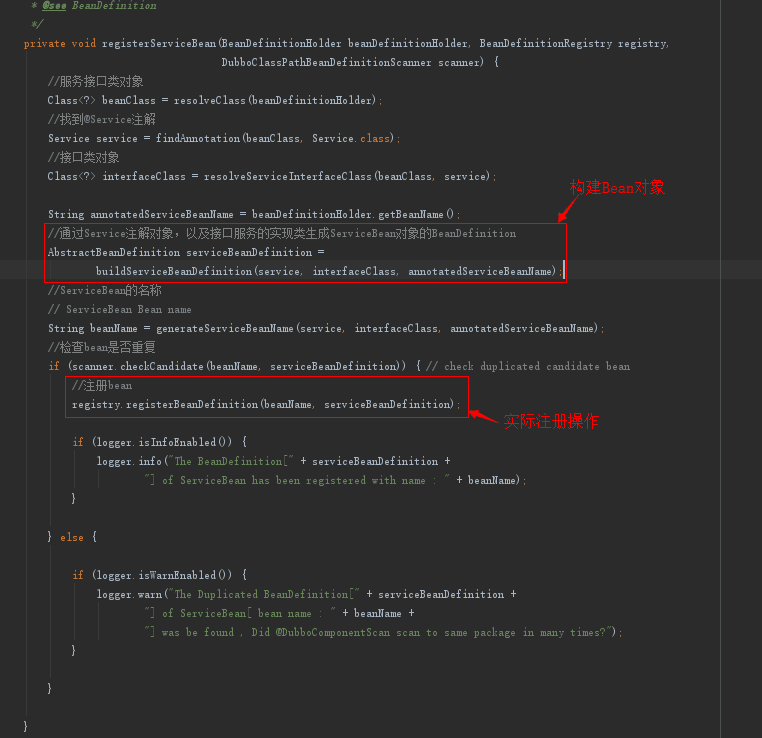 * @see BeanDefinition
*/
private void registerServiceBean(BeanDefinitionHolder beanDefinitionHolder, BeanDefinitionRegistry registry,
DubboClassPathBeanDefinitionScanner scanner) {
//服务接口类对象
Class<?> beanClass = resolveClass(beanDefinitionHolder);
//找到@Service注解
Service service = findAnnotation(beanClass, Service.class);
//接口类对象
Class<?> interfaceClass = resolveServiceInterfaceClass(beanClass, service);
构建Bean对象
String annotatedServiceBeanName = beanDefinitionHolder.getBeanName();
//通过Service注解对象，以及接口服务的实现类生成ServiceBean对象的BeanDefinition
AbstractBeanDefinition serviceBeanDefinition =
buildServiceBeanDefinition(service, interfaceClass, annotatedServiceBeanName);
//ServiceBean的名称
// ServiceBean Bean name
String beanName = generateServiceBeanName(service, interfaceClass, annotatedServiceBeanName);
//检查bean是否重复
if (scanner.checkCandidate(beanName, serviceBeanDefinition)) { // check duplicated candidate bean
//注册bean
registry.registerBeanDefinition(beanName, serviceBeanDefinition);
实际注册操作
if (logger.isInfoEnabled()) {
logger.info("The BeanDefinition[" + serviceBeanDefinition +
"] of ServiceBean has been registered with name : " + beanName);
}
} else {
if (logger.isWarnEnabled()) {
logger.warn("The Duplicated BeanDefinition[" + serviceBeanDefinition +
"] of ServiceBean[ bean name : " + beanName +
"] was be found , Did @DubboComponentScan scan to same package in many times?");
}
}
}